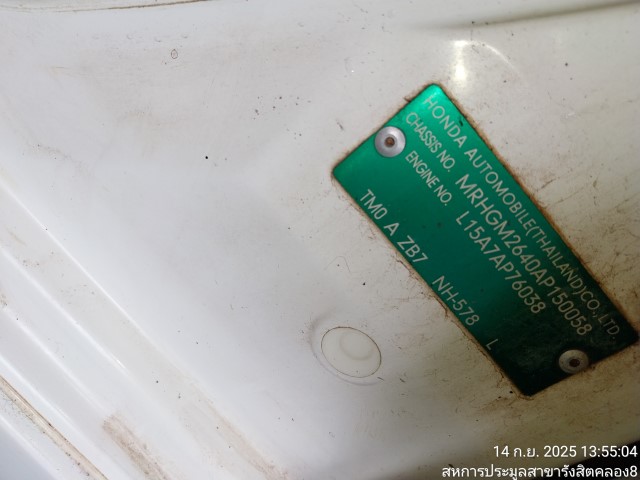 HONDA AUTOMOBILE(THAILAND)CO.,LTD.
CHASSIS NO. MRHGM2640AP150058
ENGINE NO. L15A7AP76038
TM0 A ZB7 NH-578 L
14 ก.ย. 2025 13:55:04
สหการประมูลสาขารังสิตคลอง8